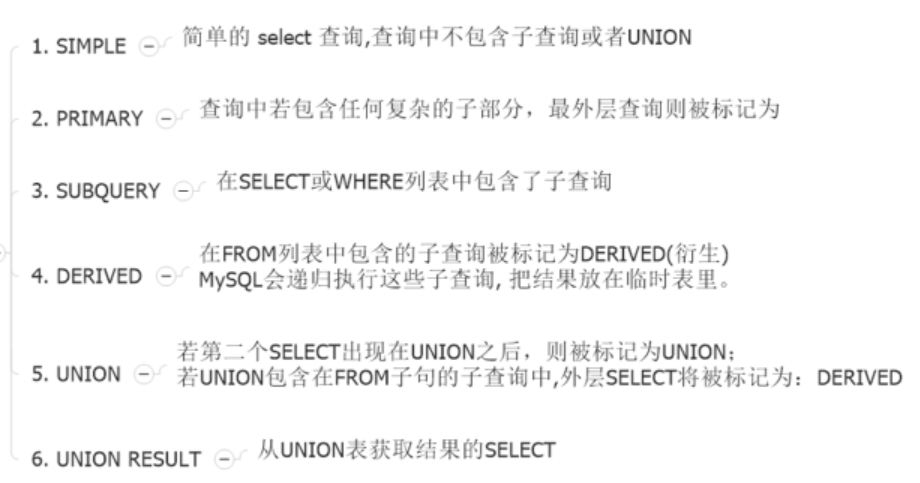 1. SIMPLE 简单的 select 查询,查询中不包含子查询或者UNION
2. PRIMARY 查询中若包含任何复杂的子部分，最外层查询则被标记为
3. SUBQUERY 在SELECT或WHERE列表中包含了子查询
在FROM列表中包含的子查询被标记为DERIVED(衍生)
4. DERIVED
MySQL会递归执行这些子查询, 把结果放在临时表里。
若第二个SELECT出现在UNION之后，则被标记为UNION；
5. UNION
若UNION包含在FROM子句的子查询中,外层SELECT将被标记为：DERIVED
6. UNION RESULT 从UNION表获取结果的SELECT